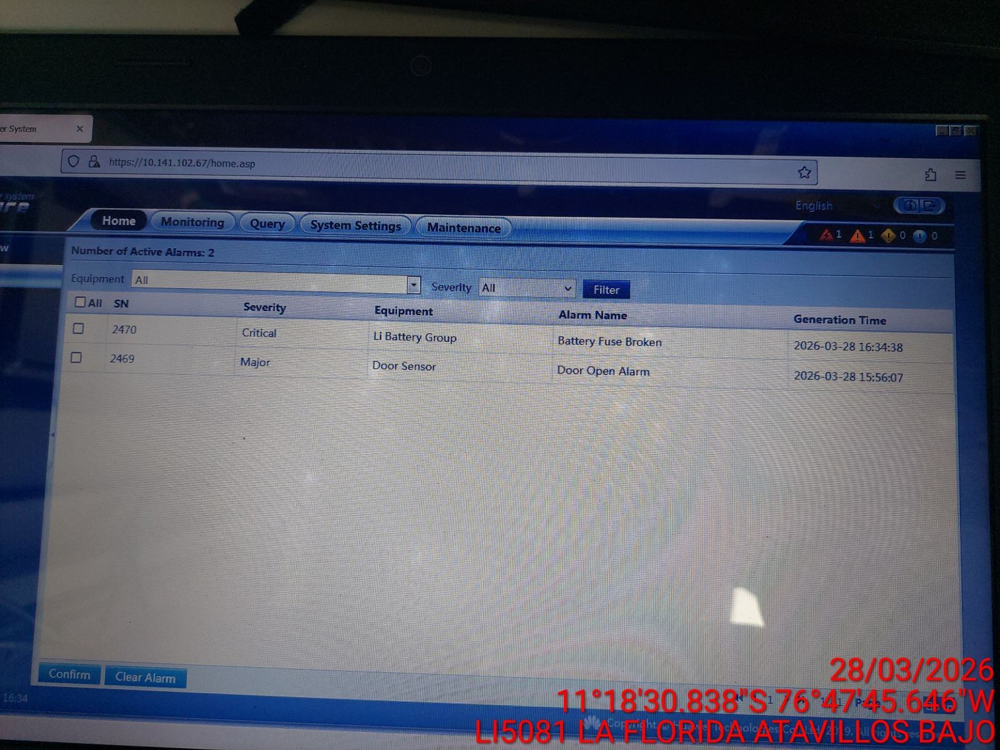 er System
https://10.141.102.67/home.asp
r system
English
Home Monitoring Query System Settings Maintenance
1 1 0 0
w
Number of Active Alarms: 2
Equipment All Severity All Filter
All SN Severity Equipment Alarm Name Generation Time
2470 Critical Li Battery Group Battery Fuse Broken 2026-03-28 16:34:38
2469 Major Door Sensor Door Open Alarm 2026-03-28 15:56:07
Confirm Clear Alarm
16:34
28/03/2026
11°18'30.838"S 76°47'45.646"W
LI5081 LA FLORIDA ATAVILLOS BAJO